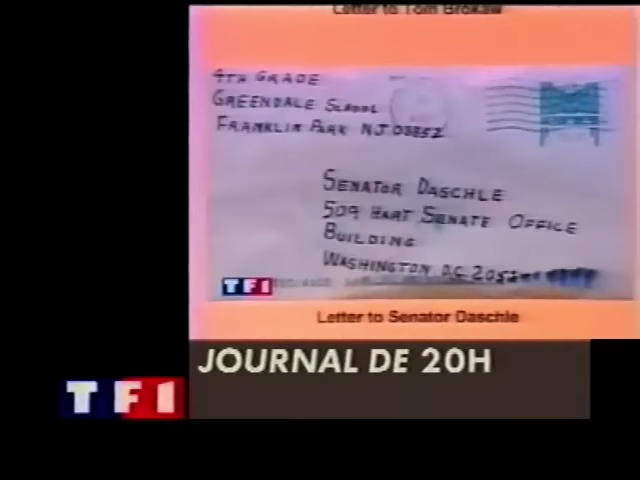 Letter to Tom Brokaw
4TH GRADE
GREENDALE SCHOOL
FRANKLIN PARK NJ 08852
SENATOR DASCHLE
509 HART SENATE OFFICE
BUILDING
WASHINGTON D.C. 205
TF1
Letter to Senator Daschle
JOURNAL DE 20H
TF1